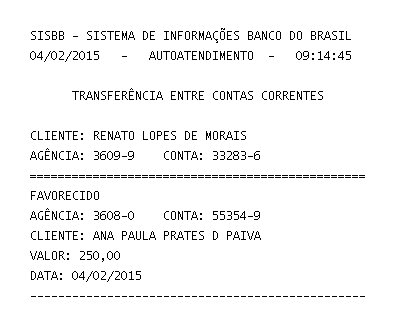 SISBB - SISTEMA DE INFORMAÇÕES BANCO DO BRASIL
04/02/2015 - AUTOATENDIMENTO - 09:14:45
TRANSFERÊNCIA ENTRE CONTAS CORRENTES
CLIENTE: RENATO LOPES DE MORAIS
AGÊNCIA: 3609-9 CONTA: 33283-6
================================================
FAVORECIDO
AGÊNCIA: 3608-0 CONTA: 55354-9
CLIENTE: ANA PAULA PRATES D PAIVA
VALOR: 250,00
DATA: 04/02/2015
------------------------------------------------